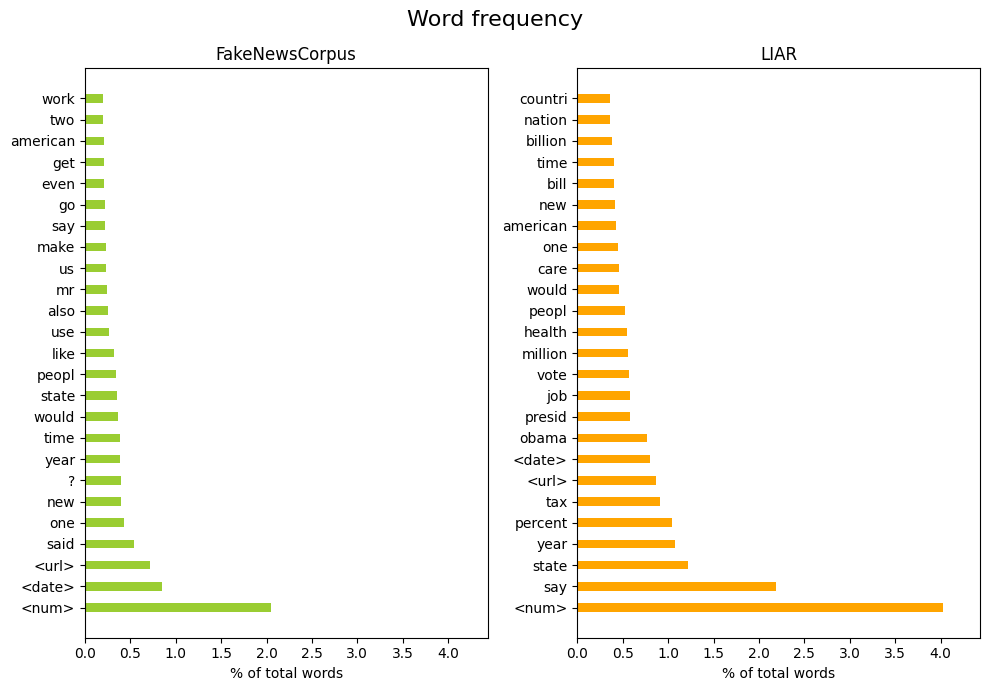 Word frequency
FakeNewsCorpus
work
two
american
get
even
go
say
make
us
mr
also
use
like
peopl
state
would
time
year
?
new
one
said
<url>
<date>
<num>
0.0 0.5 1.0 1.5 2.0 2.5 3.0 3.5 4.0
% of total words
LIAR
countri
nation
billion
time
bill
new
american
one
care
would
peopl
health
million
vote
job
presid
obama
<date>
<url>
tax
percent
year
state
say
<num>
0.0 0.5 1.0 1.5 2.0 2.5 3.0 3.5 4.0
% of total words